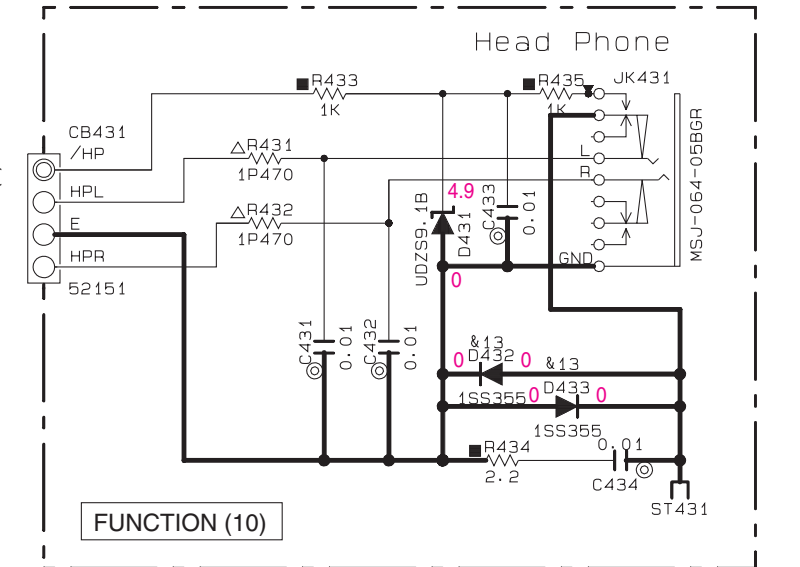 Head Phone
R433
1K
R435
1K
JK431
CB431
/HP
R431
1P470
HPL
R432
1P470
E
HPR
52151
L
R
GND
MSJ-064-05BGR
UDZS9.1B
D431
4.9
0
C433
0.01
C431
0.01
C432
0.01
&13
0 D432 0
1SS355
&13
0 D433 0
1SS355
R434
2.2
0.01
C434
ST431
FUNCTION (10)